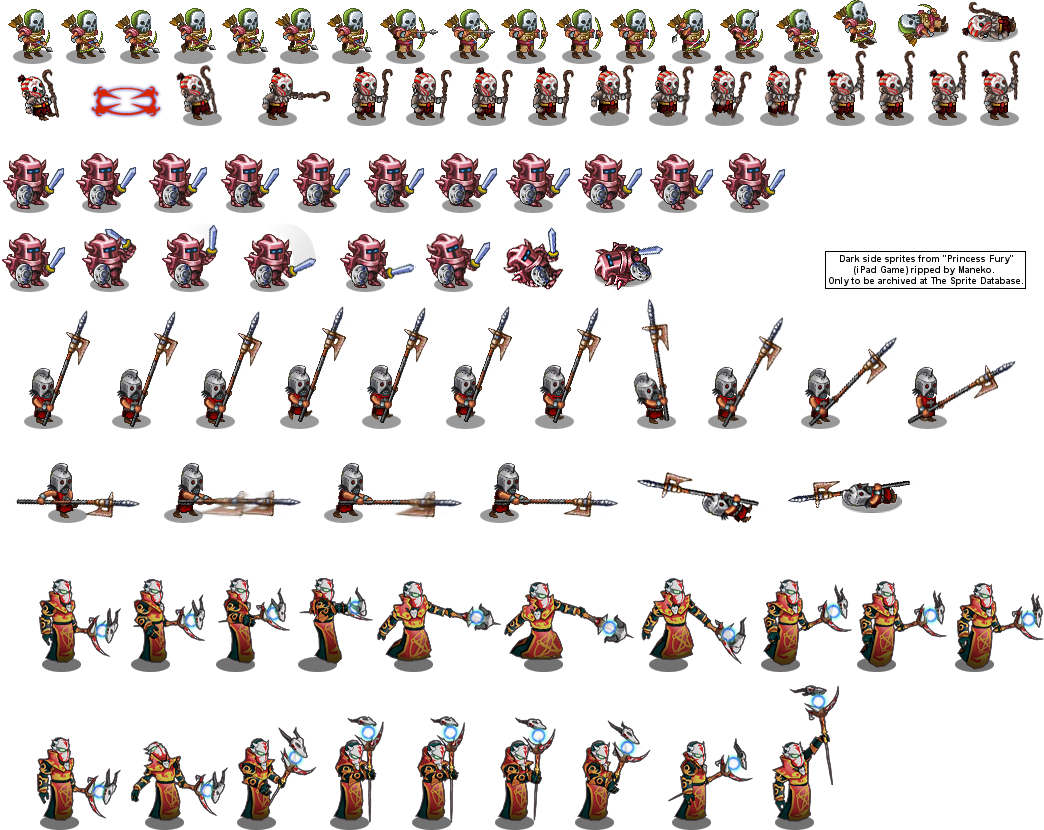 Dark side sprites from "Princess Fury"
(iPad Game) ripped by Maneko.
Only to be archived at The Sprite Database.